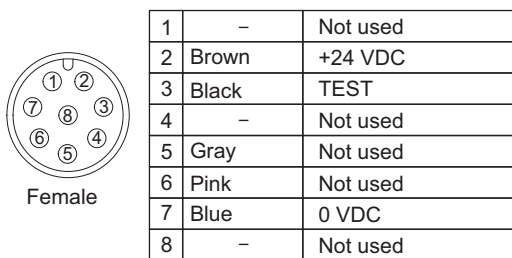 1 2
7 8 3
6 4
5
Female
1 – Not used
2 Brown +24 VDC
3 Black TEST
4 – Not used
5 Gray Not used
6 Pink Not used
7 Blue 0 VDC
8 – Not used